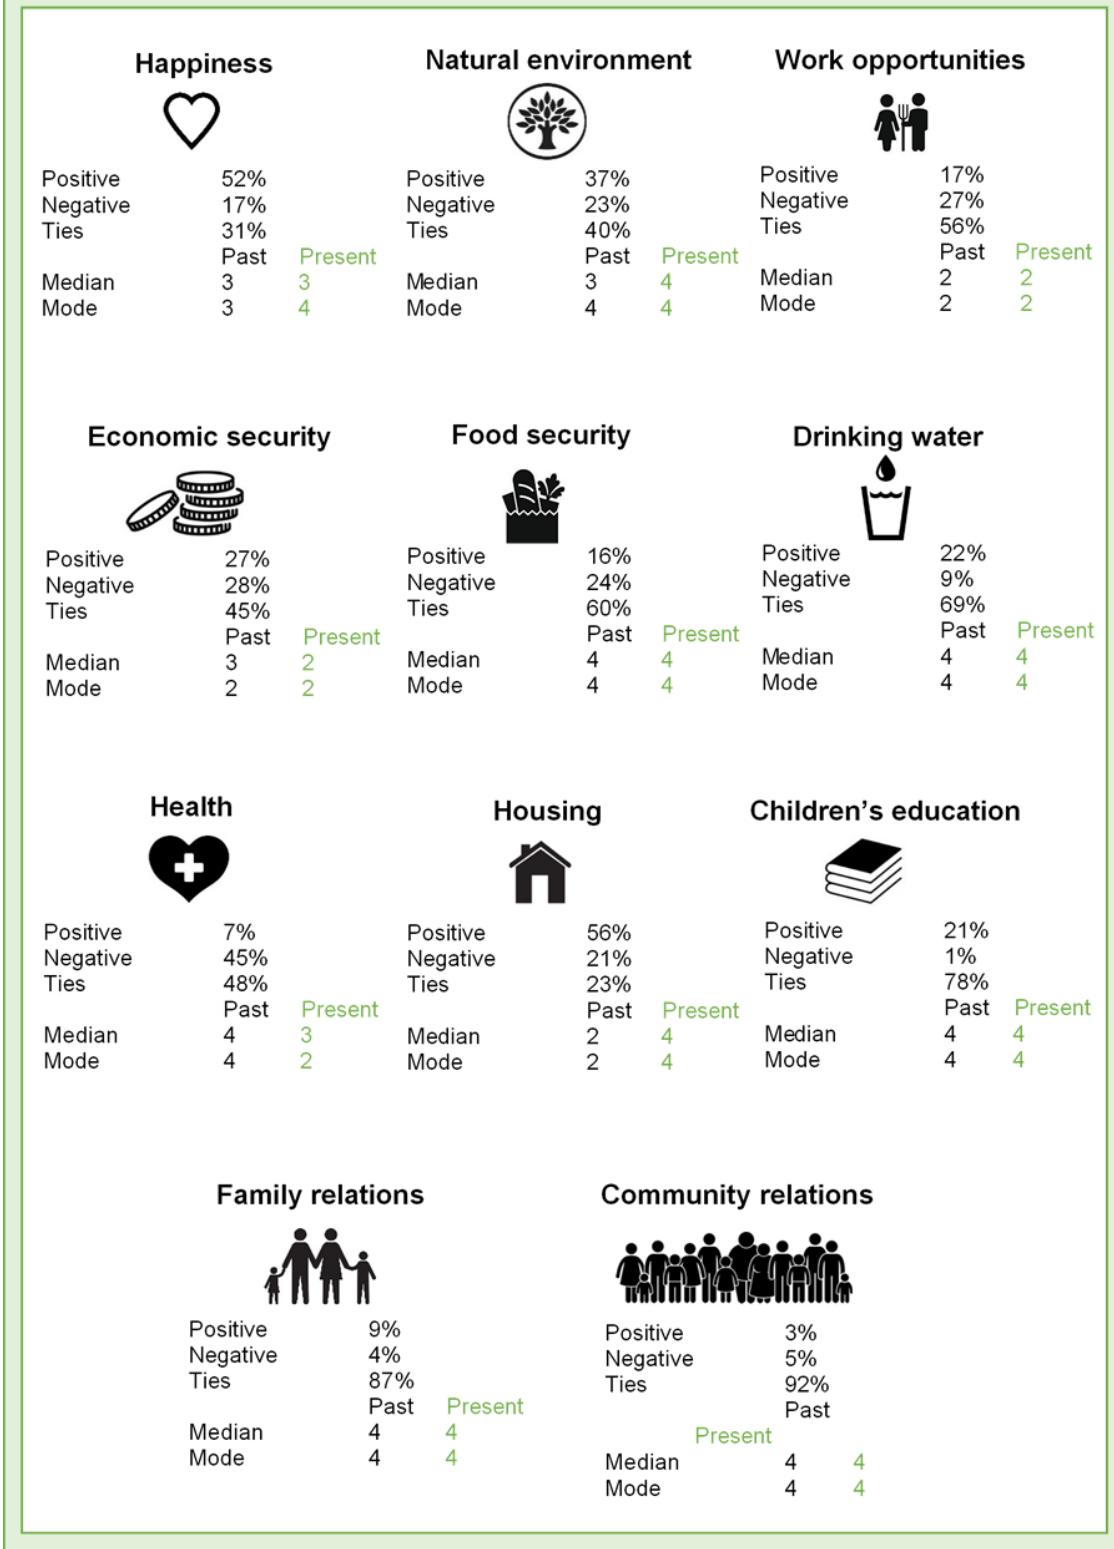 Happiness
Positive 52%
Negative 17%
Ties 31%
Past Present
Median 3 3
Mode 3 4
Natural environment
Positive 37%
Negative 23%
Ties 40%
Past Present
Median 3 4
Mode 4 4
Work opportunities
Positive 17%
Negative 27%
Ties 56%
Past Present
Median 2 2
Mode 2 2
Economic security
Positive 27%
Negative 28%
Ties 45%
Past Present
Median 3 2
Mode 2 2
Food security
Positive 16%
Negative 24%
Ties 60%
Past Present
Median 4 4
Mode 4 4
Drinking water
Positive 22%
Negative 9%
Ties 69%
Past Present
Median 4 4
Mode 4 4
Health
Positive 7%
Negative 45%
Ties 48%
Past Present
Median 4 3
Mode 4 2
Housing
Positive 56%
Negative 21%
Ties 23%
Past Present
Median 2 4
Mode 2 4
Children's education
Positive 21%
Negative 1%
Ties 78%
Past Present
Median 4 4
Mode 4 4
Family relations
Positive 9%
Negative 4%
Ties 87%
Past Present
Median 4 4
Mode 4 4
Community relations
Positive 3%
Negative 5%
Ties 92%
Past
Present
Median 4 4
Mode 4 4